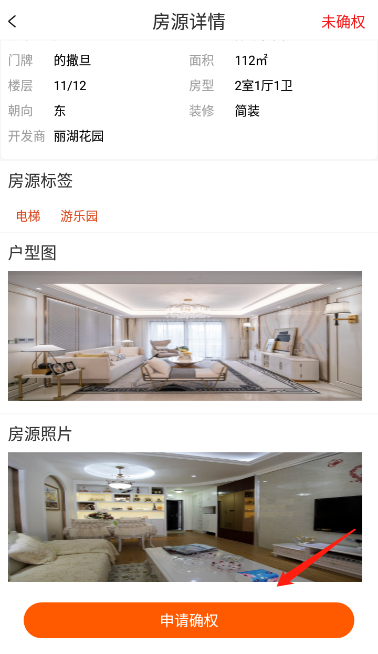 房源详情 未确权
门牌 的撒旦 面积 112㎡
楼层 11/12 房型 2室1厅1卫
朝向 东 装修 简装
开发商 丽湖花园
房源标签
电梯 游乐园
户型图
房源照片
申请确权